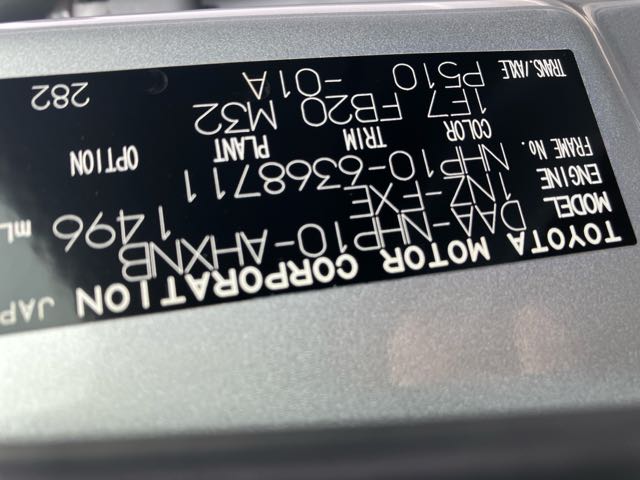 TOYOTA MOTOR CORPORATION JAP
MODEL DAA-NHP10-AHXNB
ENGINE 1NZ-FXE 1496 mL
FRAME No. NHP10-6368711
COLOR TRIM PLANT OPTION
1F7 FB20 M32 282
TRANS./AXLE P510 -01A